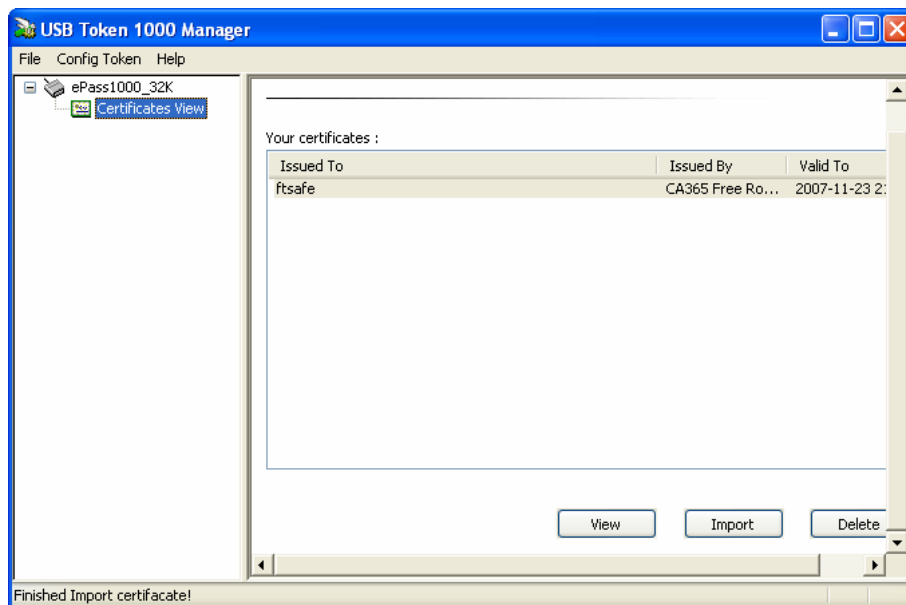 USB Token 1000 Manager
File Config Token Help
ePass1000_32K
Certificates View
Your certificates :
Issued To Issued By Valid To
ftsafe CA365 Free Ro... 2007-11-23 2
View Import Delete
Finished Import certifacate!